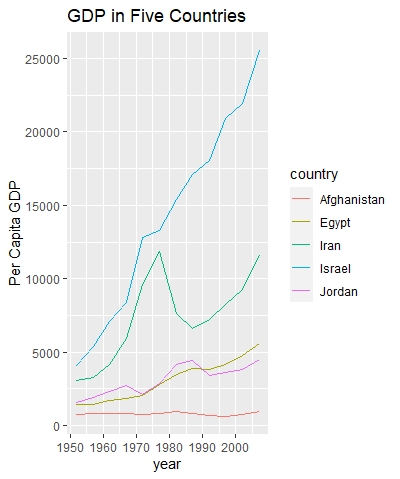 GDP in Five Countries
Per Capita GDP
25000
20000
15000
10000
5000
0
1950 1960 1970 1980 1990 2000
year
country
Afghanistan
Egypt
Iran
Israel
Jordan